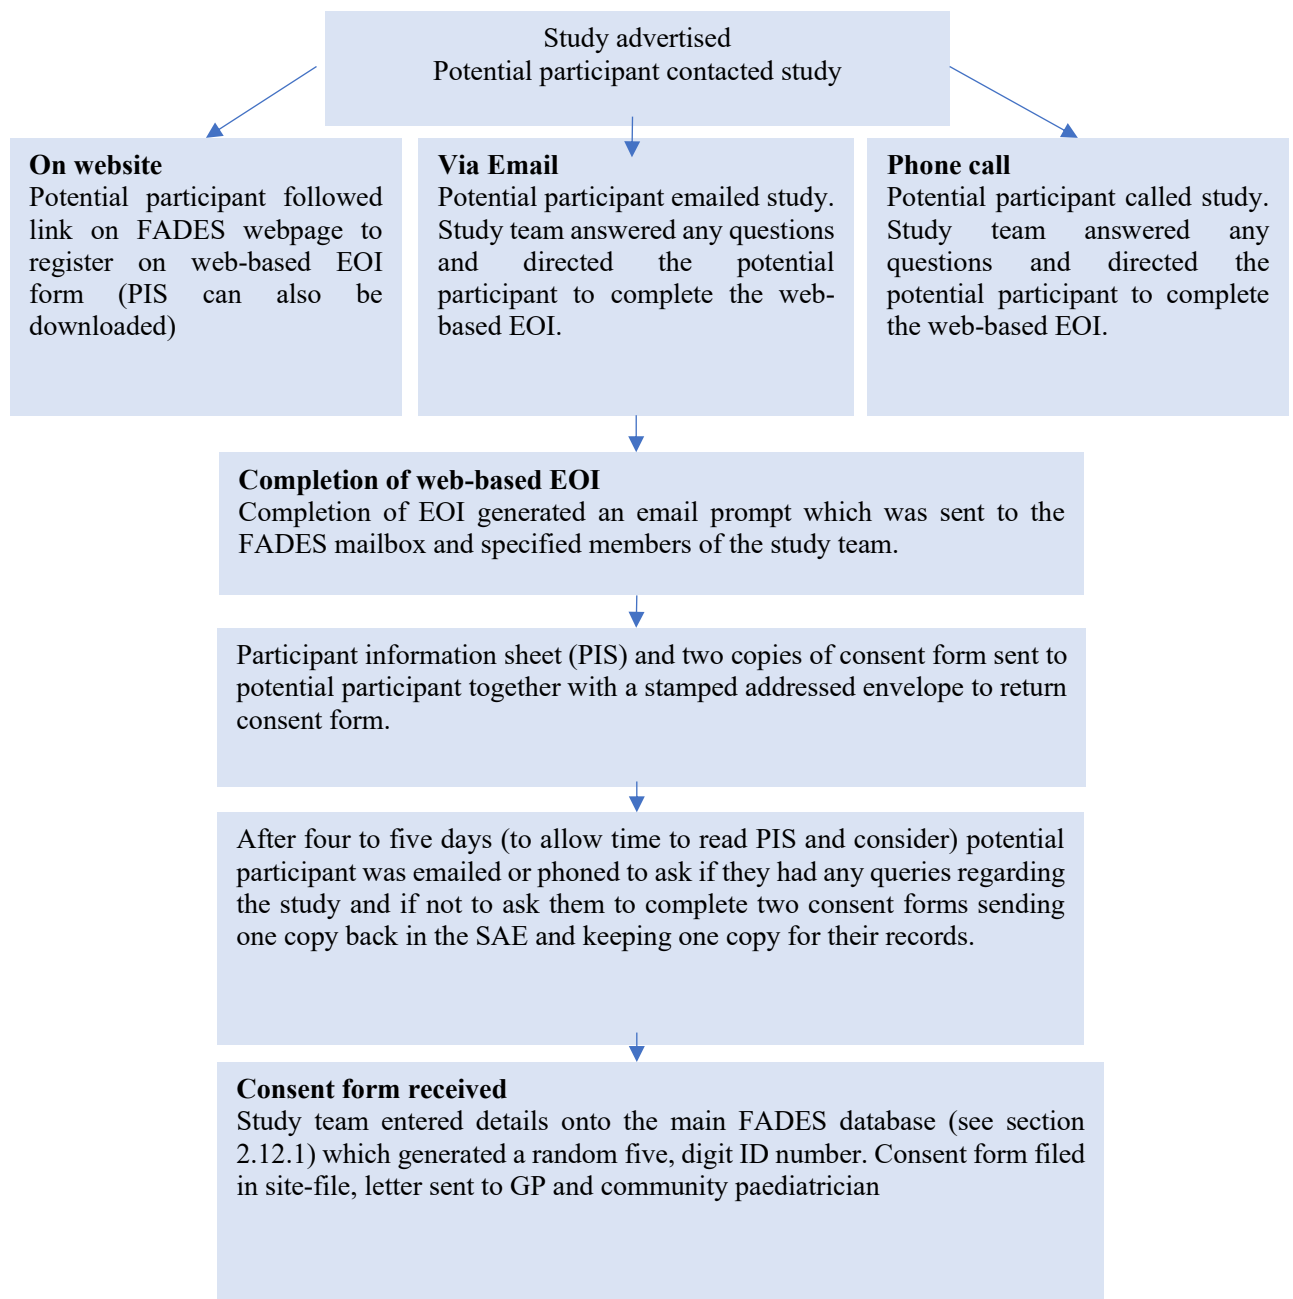 Study advertised
Potential participant contacted study
On website
Potential participant followed
link on FADES webpage to
register on web-based EOI
form (PIS can also be
downloaded)
Via Email
Potential participant emailed study.
Study team answered any questions
and directed the potential
participant to complete the web-
based EOI.
Phone call
Potential participant called study.
Study team answered any
questions and directed the
potential participant to complete
the web-based EOI.
Completion of web-based EOI
Completion of EOI generated an email prompt which was sent to the
FADES mailbox and specified members of the study team.
Participant information sheet (PIS) and two copies of consent form sent to
potential participant together with a stamped addressed envelope to return
consent form.
After four to five days (to allow time to read PIS and consider) potential
participant was emailed or phoned to ask if they had any queries regarding
the study and if not to ask them to complete two consent forms sending
one copy back in the SAE and keeping one copy for their records.
Consent form received
Study team entered details onto the main FADES database (see section
2.12.1) which generated a random five, digit ID number. Consent form filed
in site-file, letter sent to GP and community paediatrician